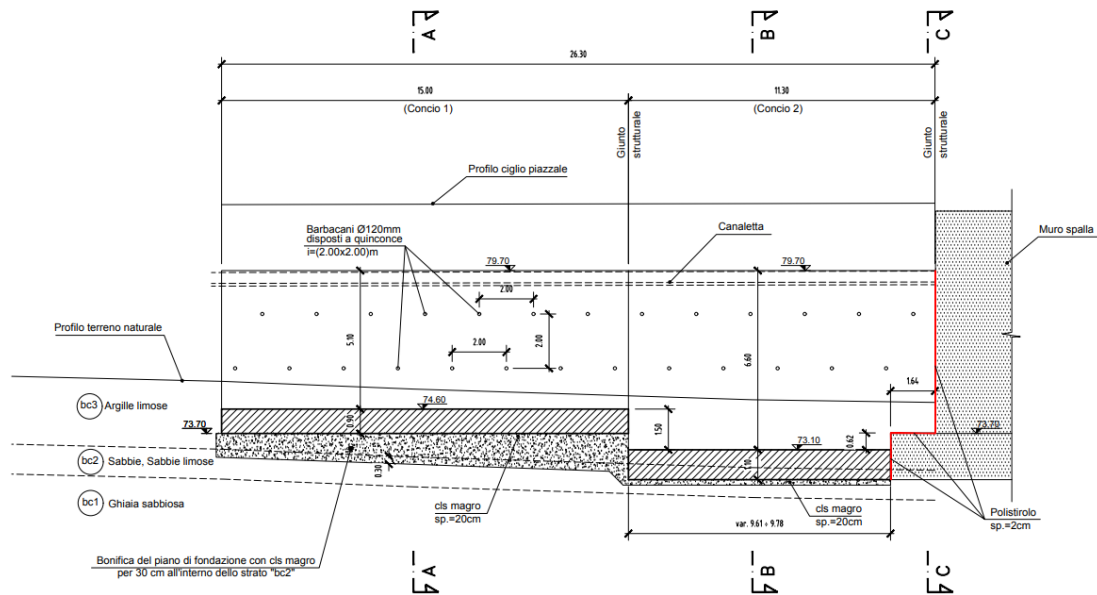 A
B
C
26.30
15.00
(Concio 1)
11.30
(Concio 2)
Giunto
strutturale
Giunto
strutturale
Profilo ciglio piazzale
Barbacani Ø120mm
disposti a quinconce
i=(2.00x2.00)m
Canaletta
Muro spalla
79.70
79.70
2.00
Profilo terreno naturale
5.10
2.00
2.00
6.60
1.64
bc3
Argille limose
74.60
73.70
0.90
1.50
0.62
73.70
73.10
bc2
Sabbie, Sabbie limose
0.30
1.10
bc1
Ghiaia sabbiosa
cls magro
sp.=20cm
cls magro
sp.=20cm
Polistirolo
sp.=2cm
var. 9.61 ÷ 9.78
Bonifica del piano di fondazione con cls magro
per 30 cm all'interno dello strato "bc2"
A
B
C